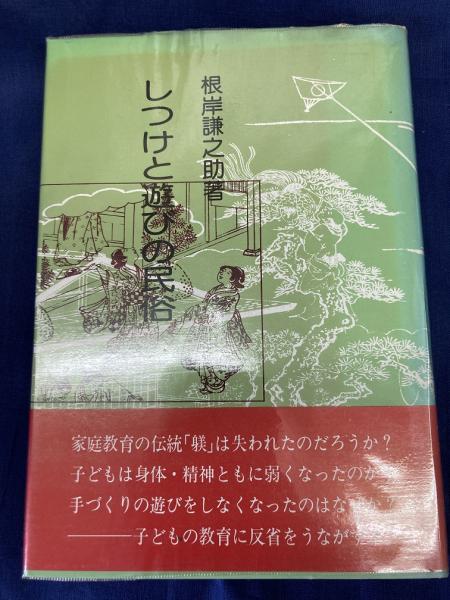 根岸謙之助著
しつけと遊びの民俗
家庭教育の伝統「躾」は失われたのだろうか?
子どもは身体・精神ともに弱くなったのか
手づくりの遊びをしなくなったのはな
――子どもの教育に反省をうなが